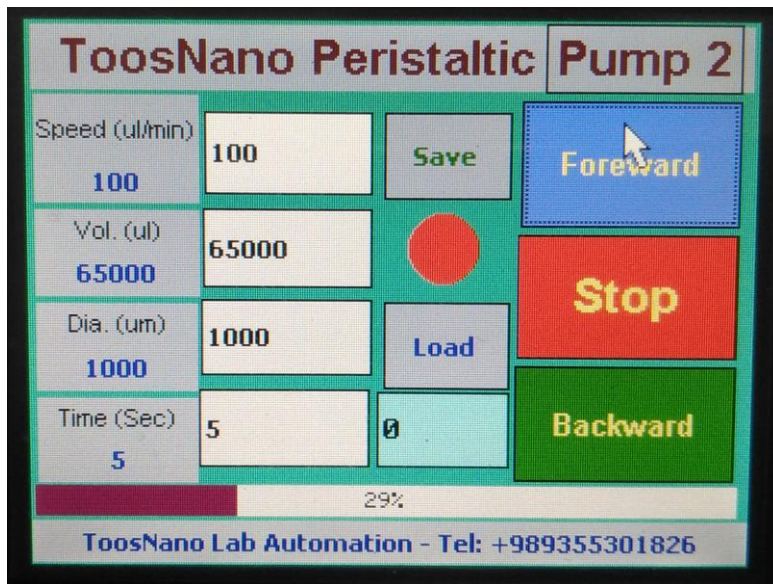 ToosNano Peristaltic Pump 2
Speed (ul/min)
100
100
Save
Foreward
Vol. (ul)
65000
65000
Stop
Dia. (um)
1000
1000
Load
Time (Sec)
5
5
0
Backward
29%
ToosNano Lab Automation - Tel: +989355301826